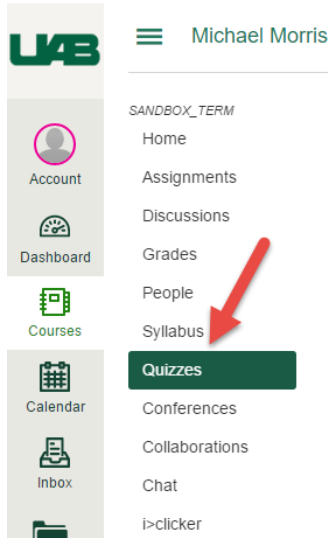 UAB
Michael Morris
Account
Dashboard
Courses
Calendar
Inbox
SANDBOX_TERM
Home
Assignments
Discussions
Grades
People
Syllabus
Quizzes
Conferences
Collaborations
Chat
i>clicker